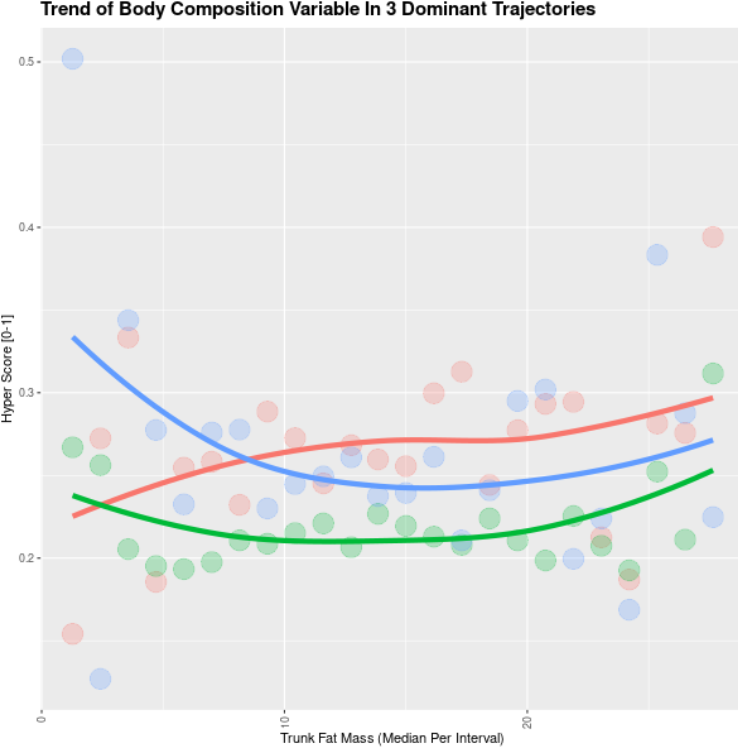 Trend of Body Composition Variable In 3 Dominant Trajectories
0.5
0.4
0.3
0.2
Hyper Score [0-1]
0
10
20
Trunk Fat Mass (Median Per Interval)